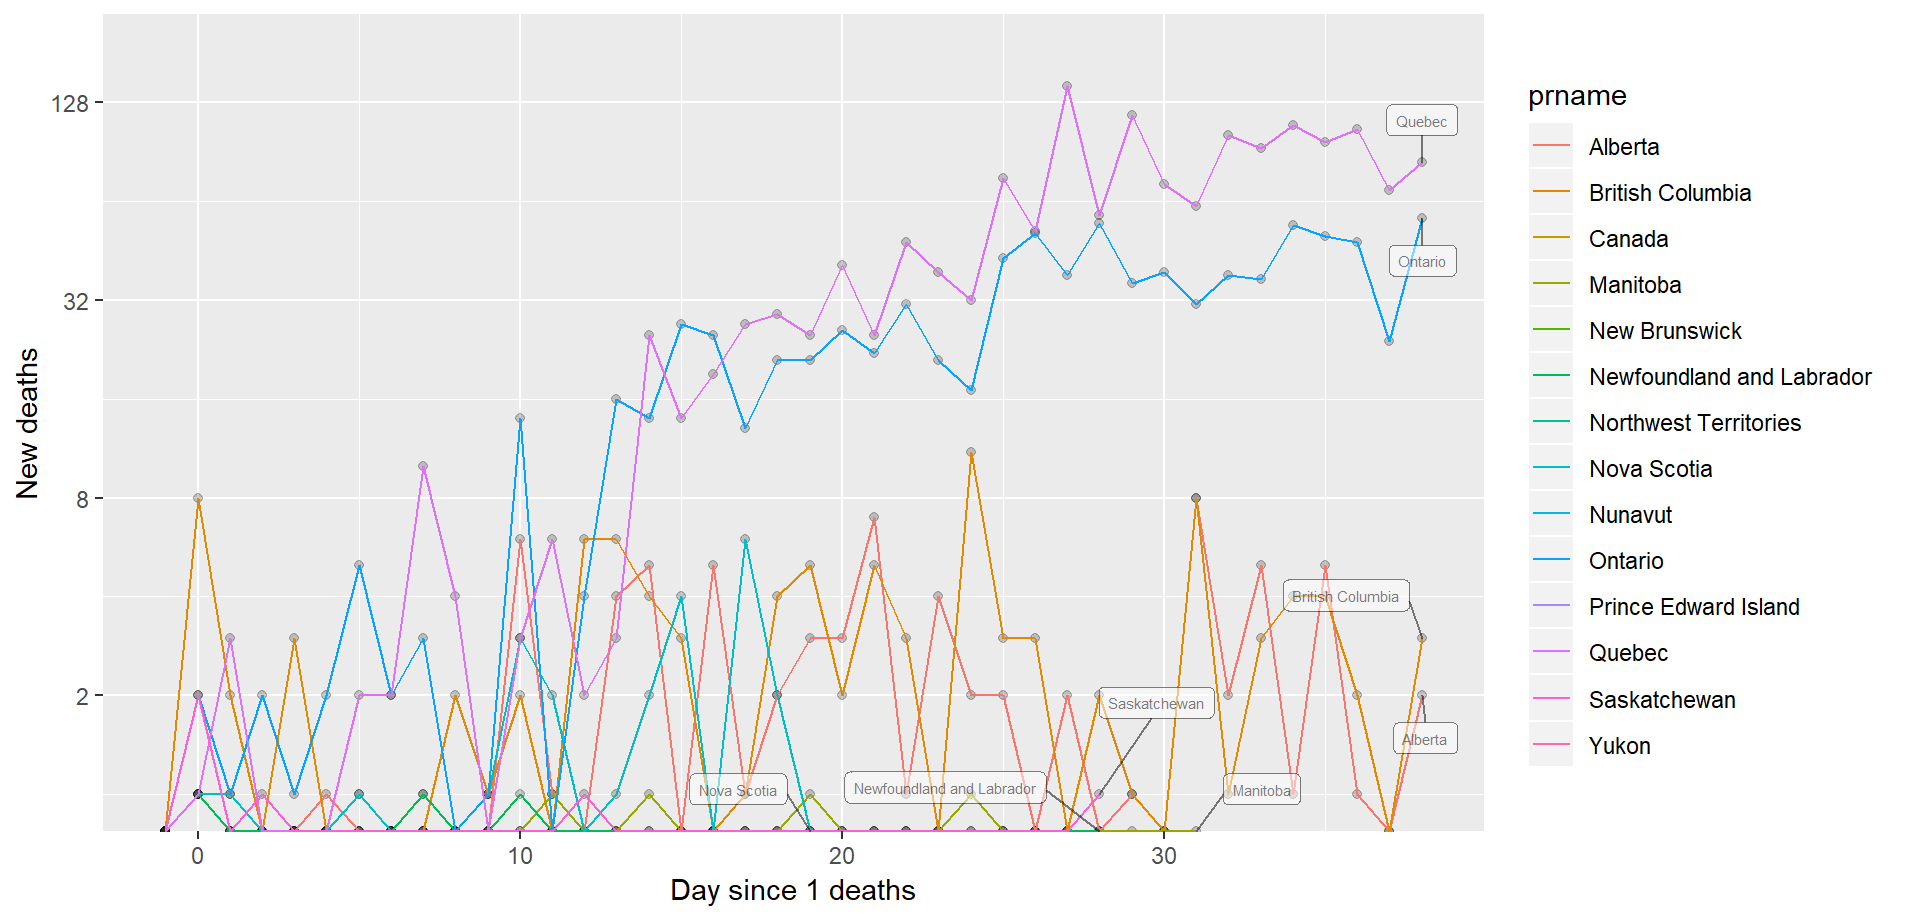 128
32
8
2
New deaths
0
10
20
30
Day since 1 deaths
Quebec
Ontario
British Columbia
Saskatchewan
Alberta
Nova Scotia
Newfoundland and Labrador
Manitoba
prname
Alberta
British Columbia
Canada
Manitoba
New Brunswick
Newfoundland and Labrador
Northwest Territories
Nova Scotia
Nunavut
Ontario
Prince Edward Island
Quebec
Saskatchewan
Yukon